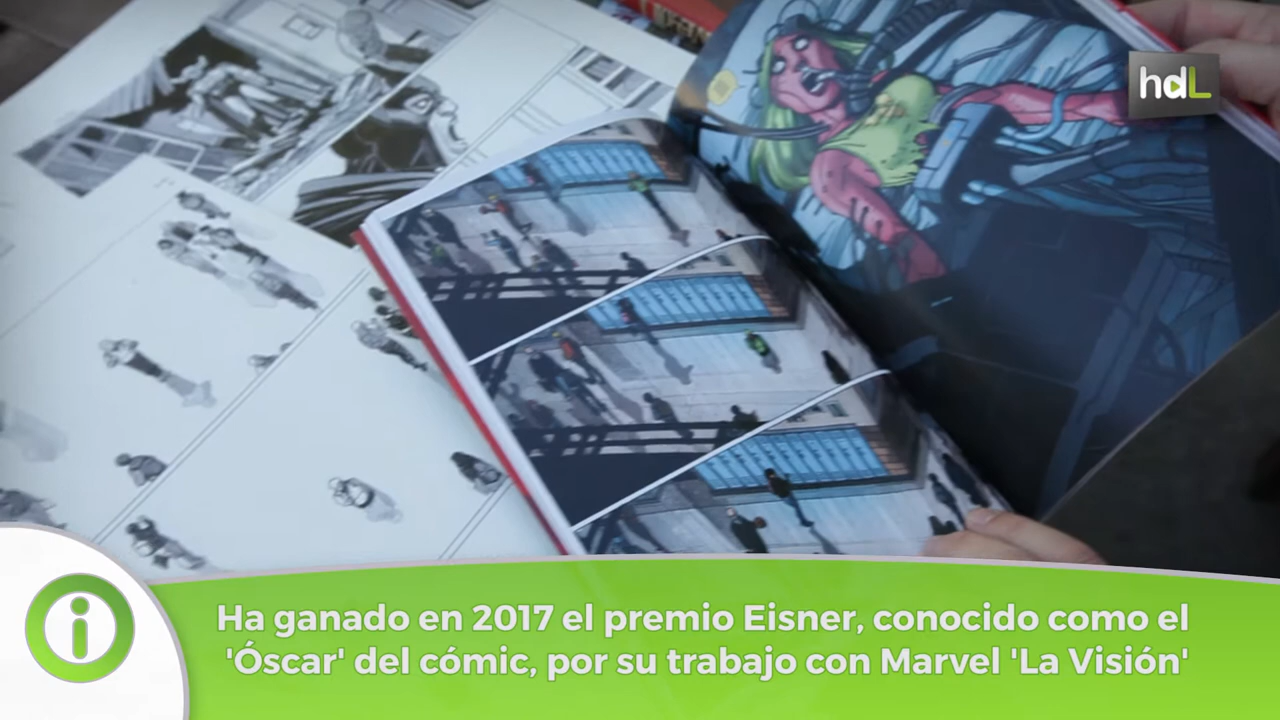 hdL
Ha ganado en 2017 el premio Eisner, conocido como el
'Óscar' del cómic, por su trabajo con Marvel 'La Visión'